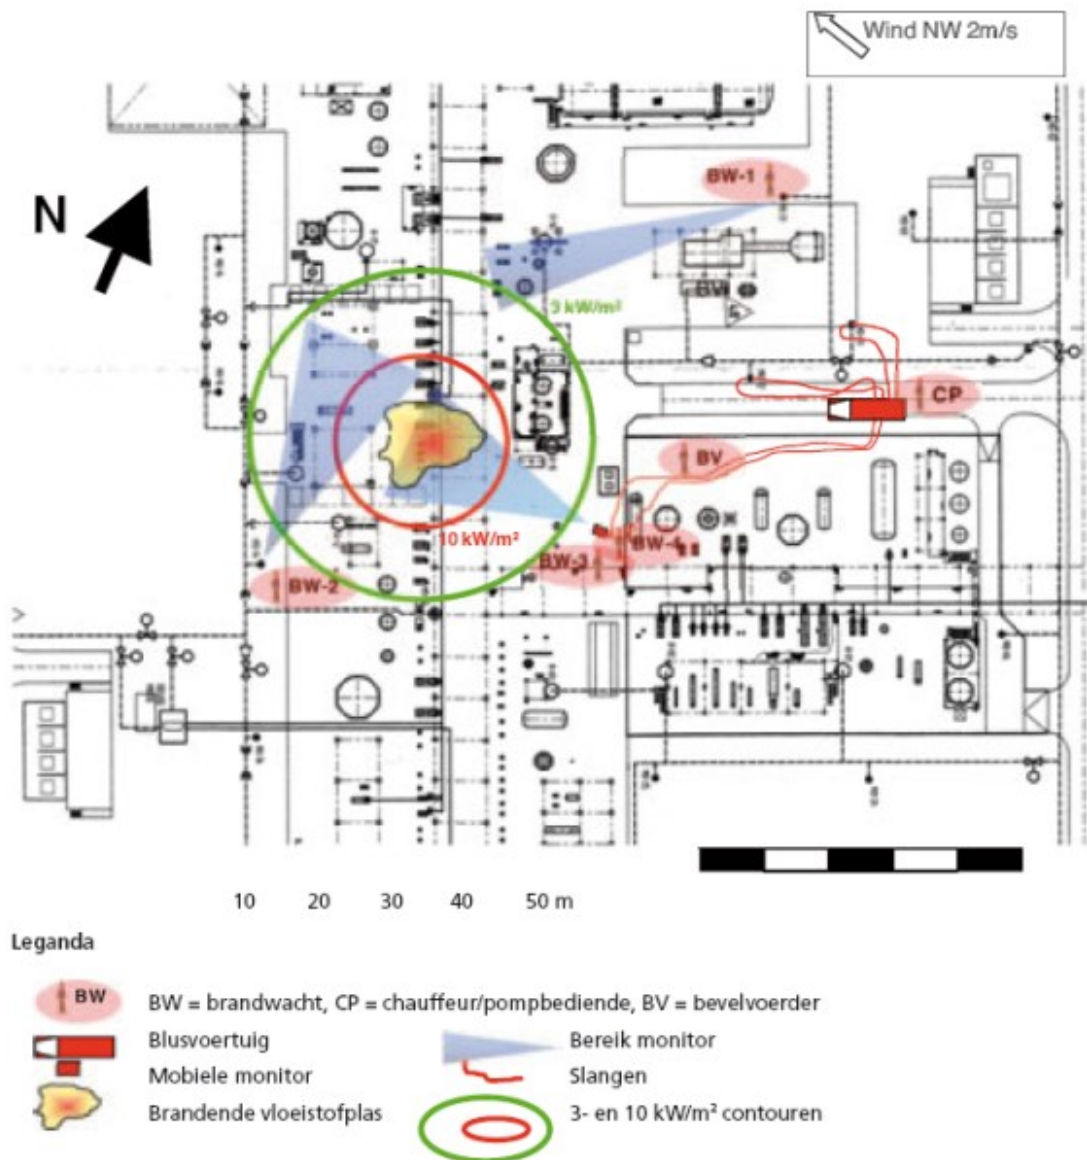 Wind NW 2m/s
N
BW-1
3 kW/m²
CP
BV
10 kW/m²
BW-4
BW-3
BW-2
10 20 30 40 50 m
Leganda
BW BW = brandwacht, CP = chauffeur/pompbediende, BV = bevelvoerder
Blusvoertuig Bereik monitor
Mobiele monitor Slangen
Brandende vloeistofplas 3- en 10 kW/m² contouren